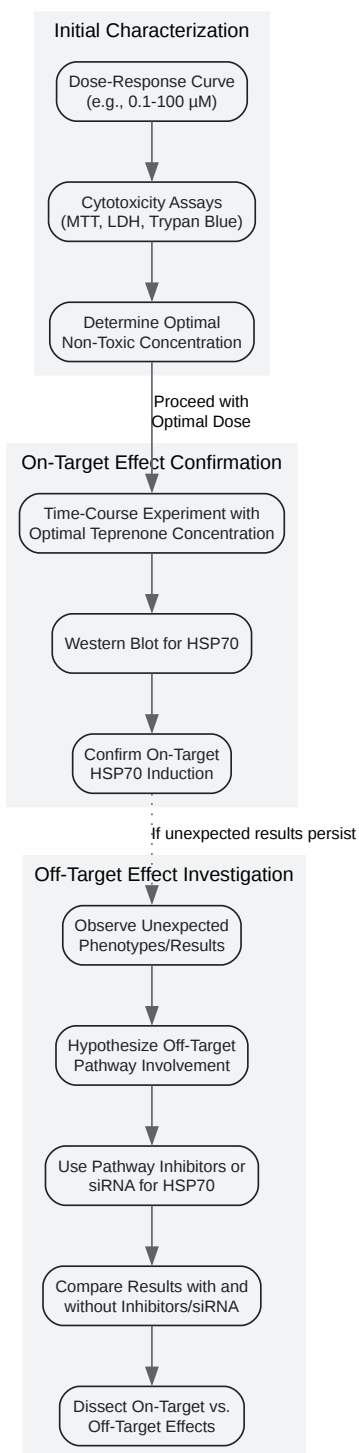 Initial Characterization
Dose-Response Curve
(e.g., 0.1-100 µM)
Cytotoxicity Assays
(MTT, LDH, Trypan Blue)
Determine Optimal
Non-Toxic Concentration
Proceed with
Optimal Dose
On-Target Effect Confirmation
Time-Course Experiment with
Optimal Teprenone Concentration
Western Blot for HSP70
Confirm On-Target
HSP70 Induction
If unexpected results persist
Off-Target Effect Investigation
Observe Unexpected
Phenotypes/Results
Hypothesize Off-Target
Pathway Involvement
Use Pathway Inhibitors or
siRNA for HSP70
Compare Results with and
without Inhibitors/siRNA
Dissect On-Target vs.
Off-Target Effects